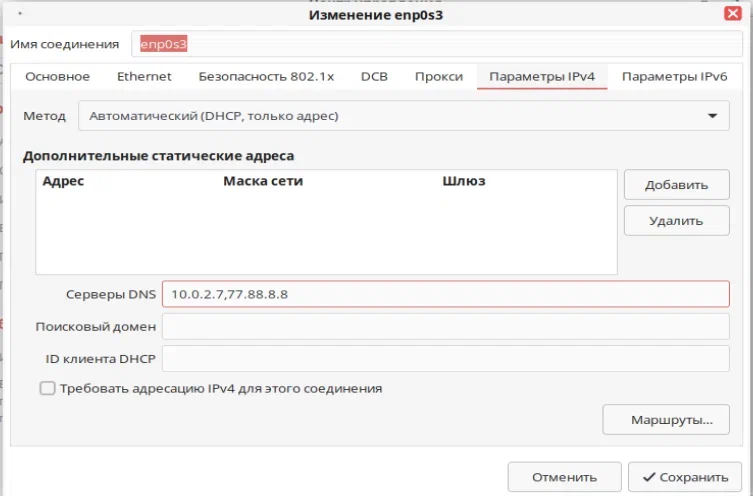 Изменение enp0s3
Имя соединения enp0s3
Основное Ethernet Безопасность 802.1x DCB Прокси Параметры IPv4 Параметры IPv6
Метод Автоматический (DHCP, только адрес)
Дополнительные статические адреса
Адрес Маска сети Шлюз
Добавить
Удалить
Серверы DNS 10.0.2.7,77.88.8.8
Поисковый домен
ID клиента DHCP
Требовать адресацию IPv4 для этого соединения
Маршруты...
Отменить Сохранить